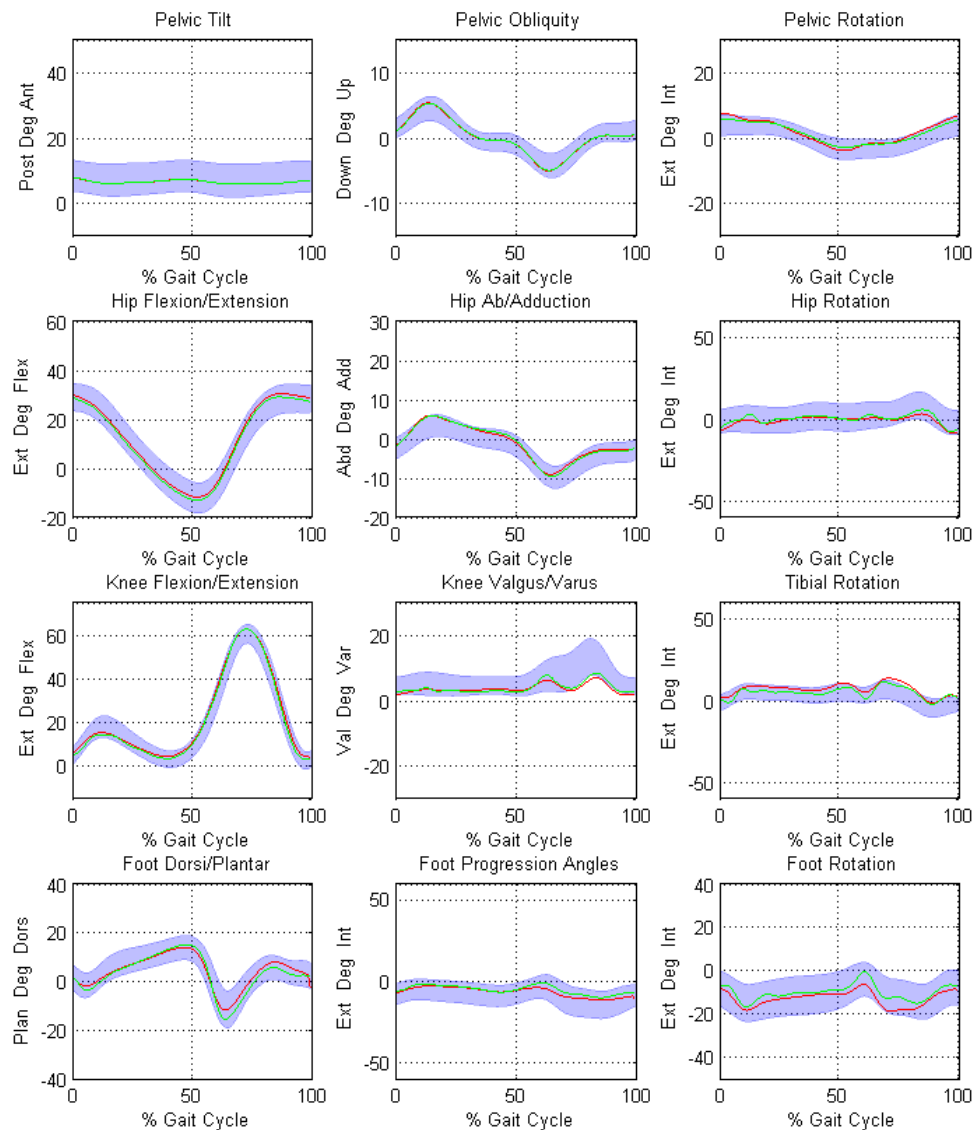 Pelvic Tilt
Post Deg Ant
40
20
0
0 50 100
% Gait Cycle
Pelvic Obliquity
Down Deg Up
10
0
-10
0 50 100
% Gait Cycle
Pelvic Rotation
Ext Deg Int
20
0
-20
0 50 100
% Gait Cycle
Hip Flexion/Extension
Ext Deg Flex
60
40
20
0
-20
0 50 100
% Gait Cycle
Hip Ab/Adduction
Abd Deg Add
30
20
10
0
-10
-20
0 50 100
% Gait Cycle
Hip Rotation
Ext Deg Int
50
0
-50
0 50 100
% Gait Cycle
Knee Flexion/Extension
Ext Deg Flex
60
40
20
0
0 50 100
% Gait Cycle
Knee Valgus/Varus
Val Deg Var
20
0
-20
0 50 100
% Gait Cycle
Tibial Rotation
Ext Deg Int
50
0
-50
0 50 100
% Gait Cycle
Foot Dorsi/Plantar
Plan Deg Dors
40
20
0
-20
-40
0 50 100
% Gait Cycle
Foot Progression Angles
Ext Deg Int
50
0
-50
0 50 100
% Gait Cycle
Foot Rotation
Ext Deg Int
40
20
0
-20
-40
0 50 100
% Gait Cycle